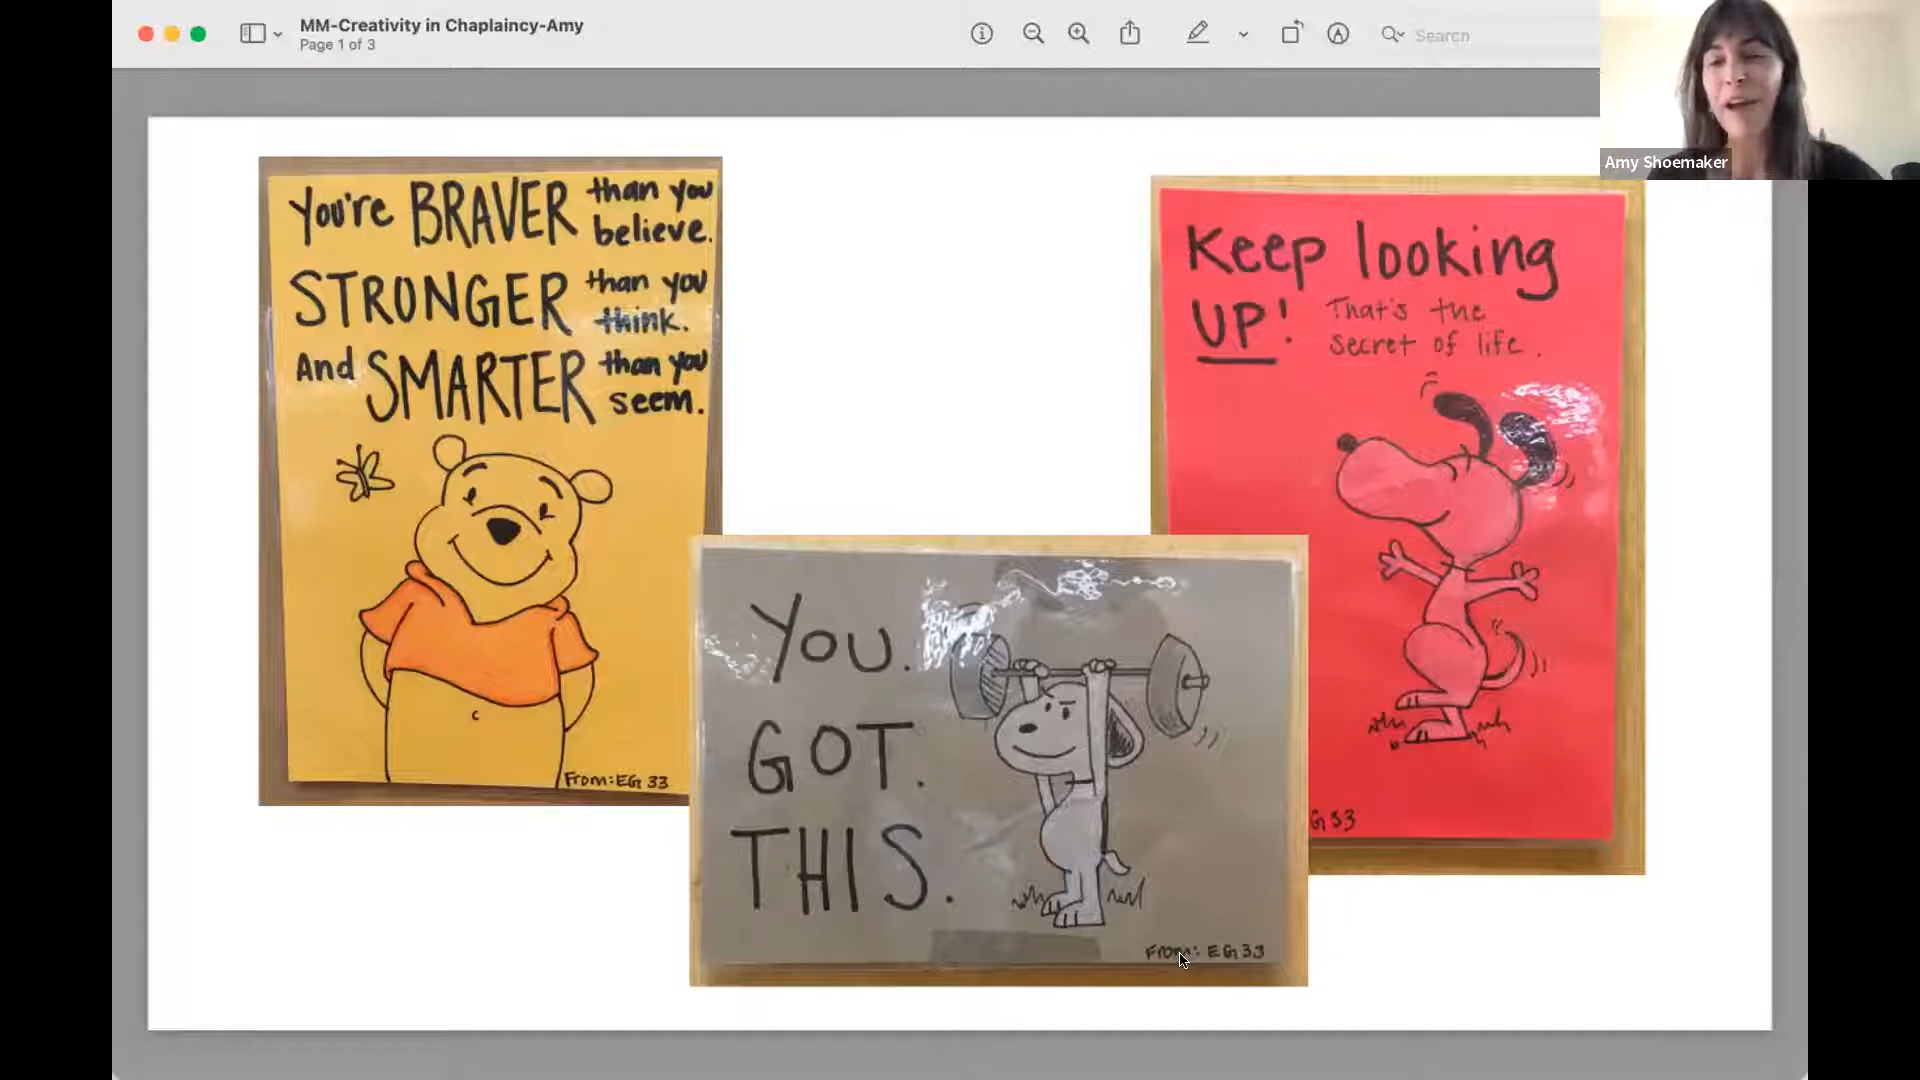 MM-Creativity in Chaplaincy-Amy
Page 1 of 3
Search
Amy Shoemaker
You're BRAVER than you
believe.
STRONGER than you
think.
And SMARTER than you
seem.
From: EG 33
YOU.
GOT.
THIS.
From: EG 33
Keep looking
UP! That's the
secret of life.
G 33